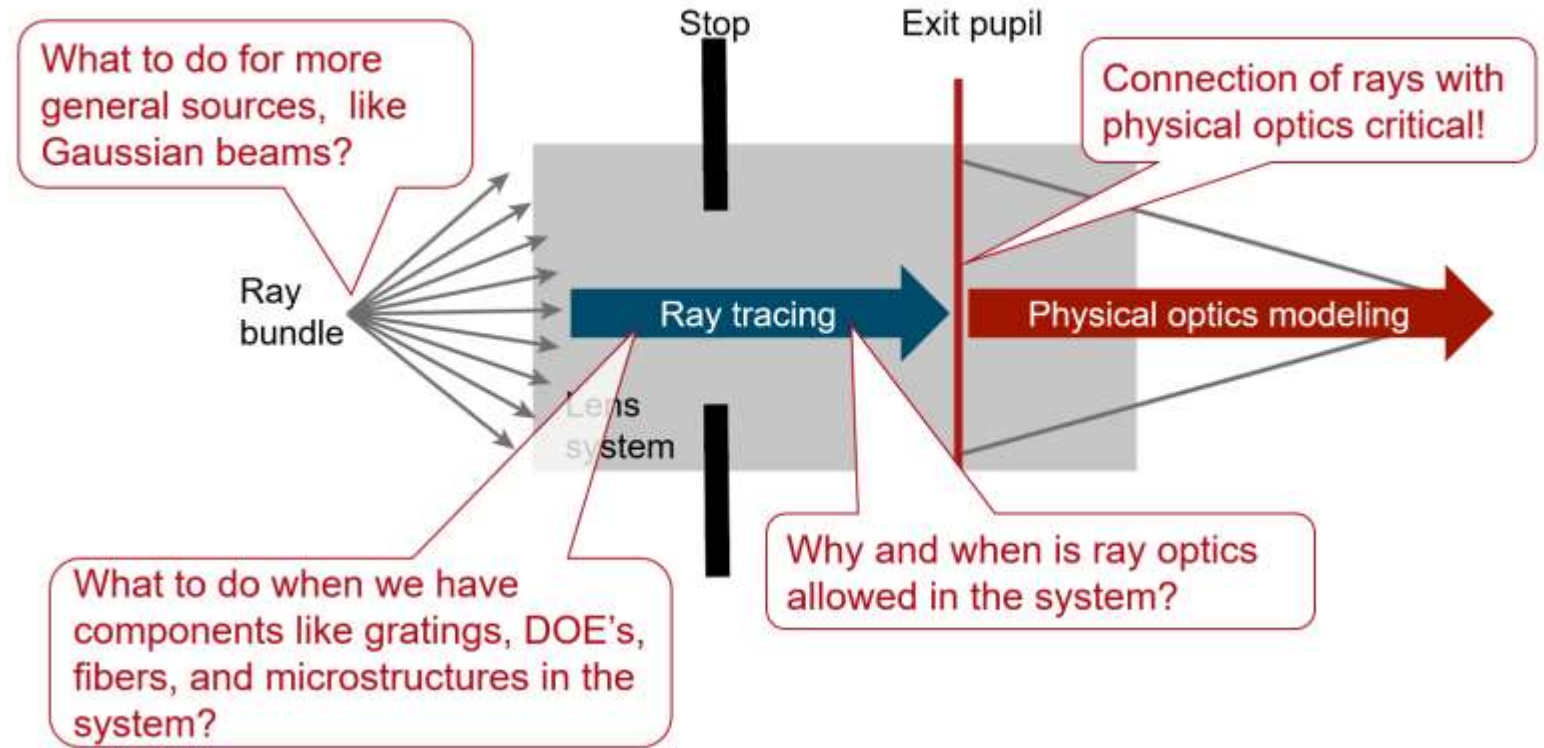 Stop
Exit pupil
What to do for more
general sources, like
Gaussian beams?
Connection of rays with
physical optics critical!
Ray
bundle
Ray tracing
Physical optics modeling
Lens
system
What to do when we have
components like gratings, DOE's,
fibers, and microstructures in the
system?
Why and when is ray optics
allowed in the system?